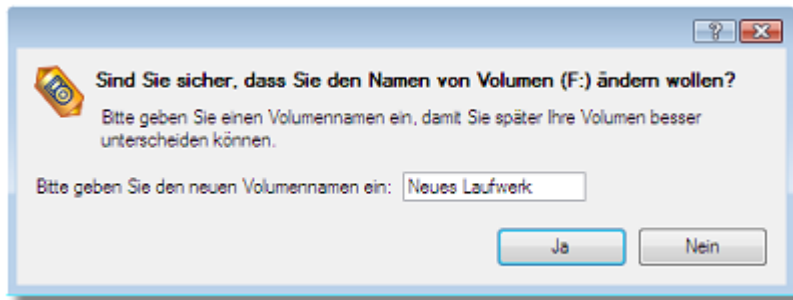 Sind Sie sicher, dass Sie den Namen von Volumen (F:) ändern wollen?
Bitte geben Sie einen Volumennamen ein, damit Sie später Ihre Volumen besser
unterscheiden können.
Bitte geben Sie den neuen Volumennamen ein: Neues Laufwerk
Ja Nein